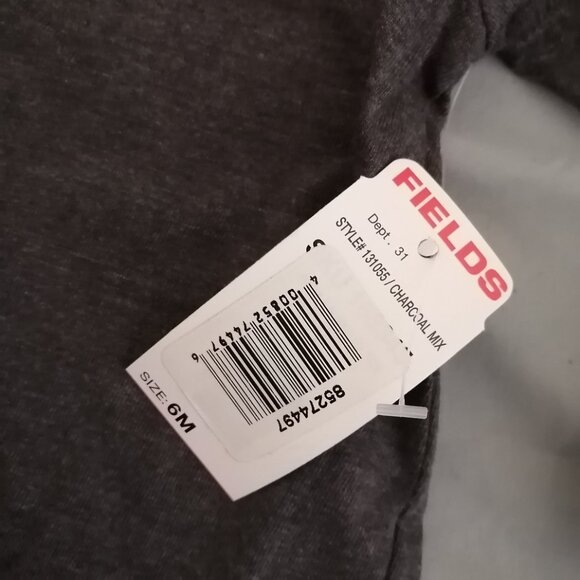 FIELDS
Dept. 31
STYLE# 131055 / CHARCOAL MIX
4 00852 74497 6
85274497
SIZE: 6M